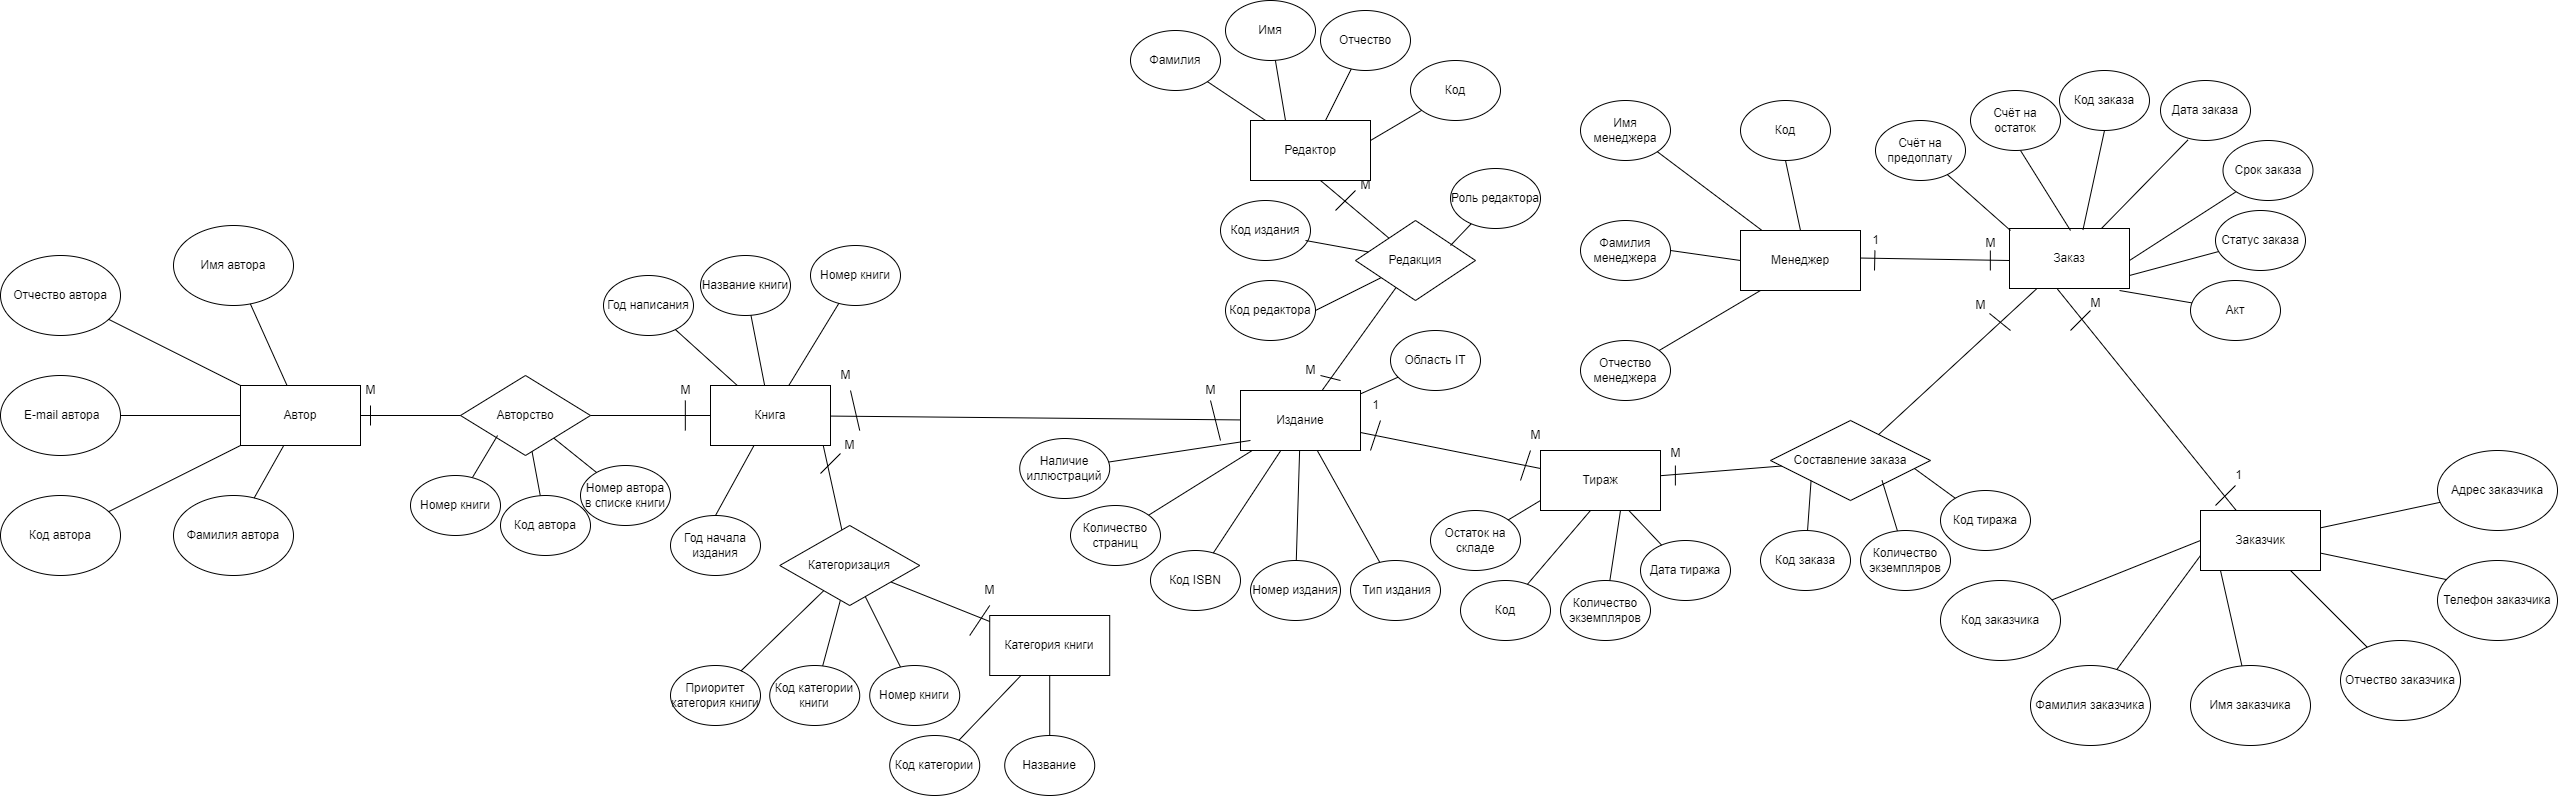 Фамилия
Имя
Отчество
Код
Редактор
М
Роль редактора
Код издания
Редакция
Код редактора
М
Имя
менеджера
Код
Фамилия
менеджера
Менеджер
Отчество
менеджера
1
М
Счёт на
предоплату
Счёт на
остаток
Код заказа
Дата заказа
Срок заказа
Статус заказа
Акт
Заказ
М
М
Отчество автора
Имя автора
E-mail автора
Автор
Код автора
Фамилия автора
М
Авторство
М
Номер книги
Код автора
Номер автора
в списке книги
Год написания
Название книги
Номер книги
Книга
М
М
Год начала
издания
Категоризация
М
Приоритет
категория книги
Код категории
книги
Номер книги
Категория книги
Код категории
Название
М
Область IT
Издание
1
Наличие
иллюстраций
Количество
страниц
Код ISBN
Номер издания
Тип издания
М
Тираж
М
Остаток на
складе
Код
Количество
экземпляров
Дата тиража
Составление заказа
Код заказа
Количество
экземпляров
Код тиража
1
Заказчик
Адрес заказчика
Телефон заказчика
Код заказчика
Фамилия заказчика
Имя заказчика
Отчество заказчика